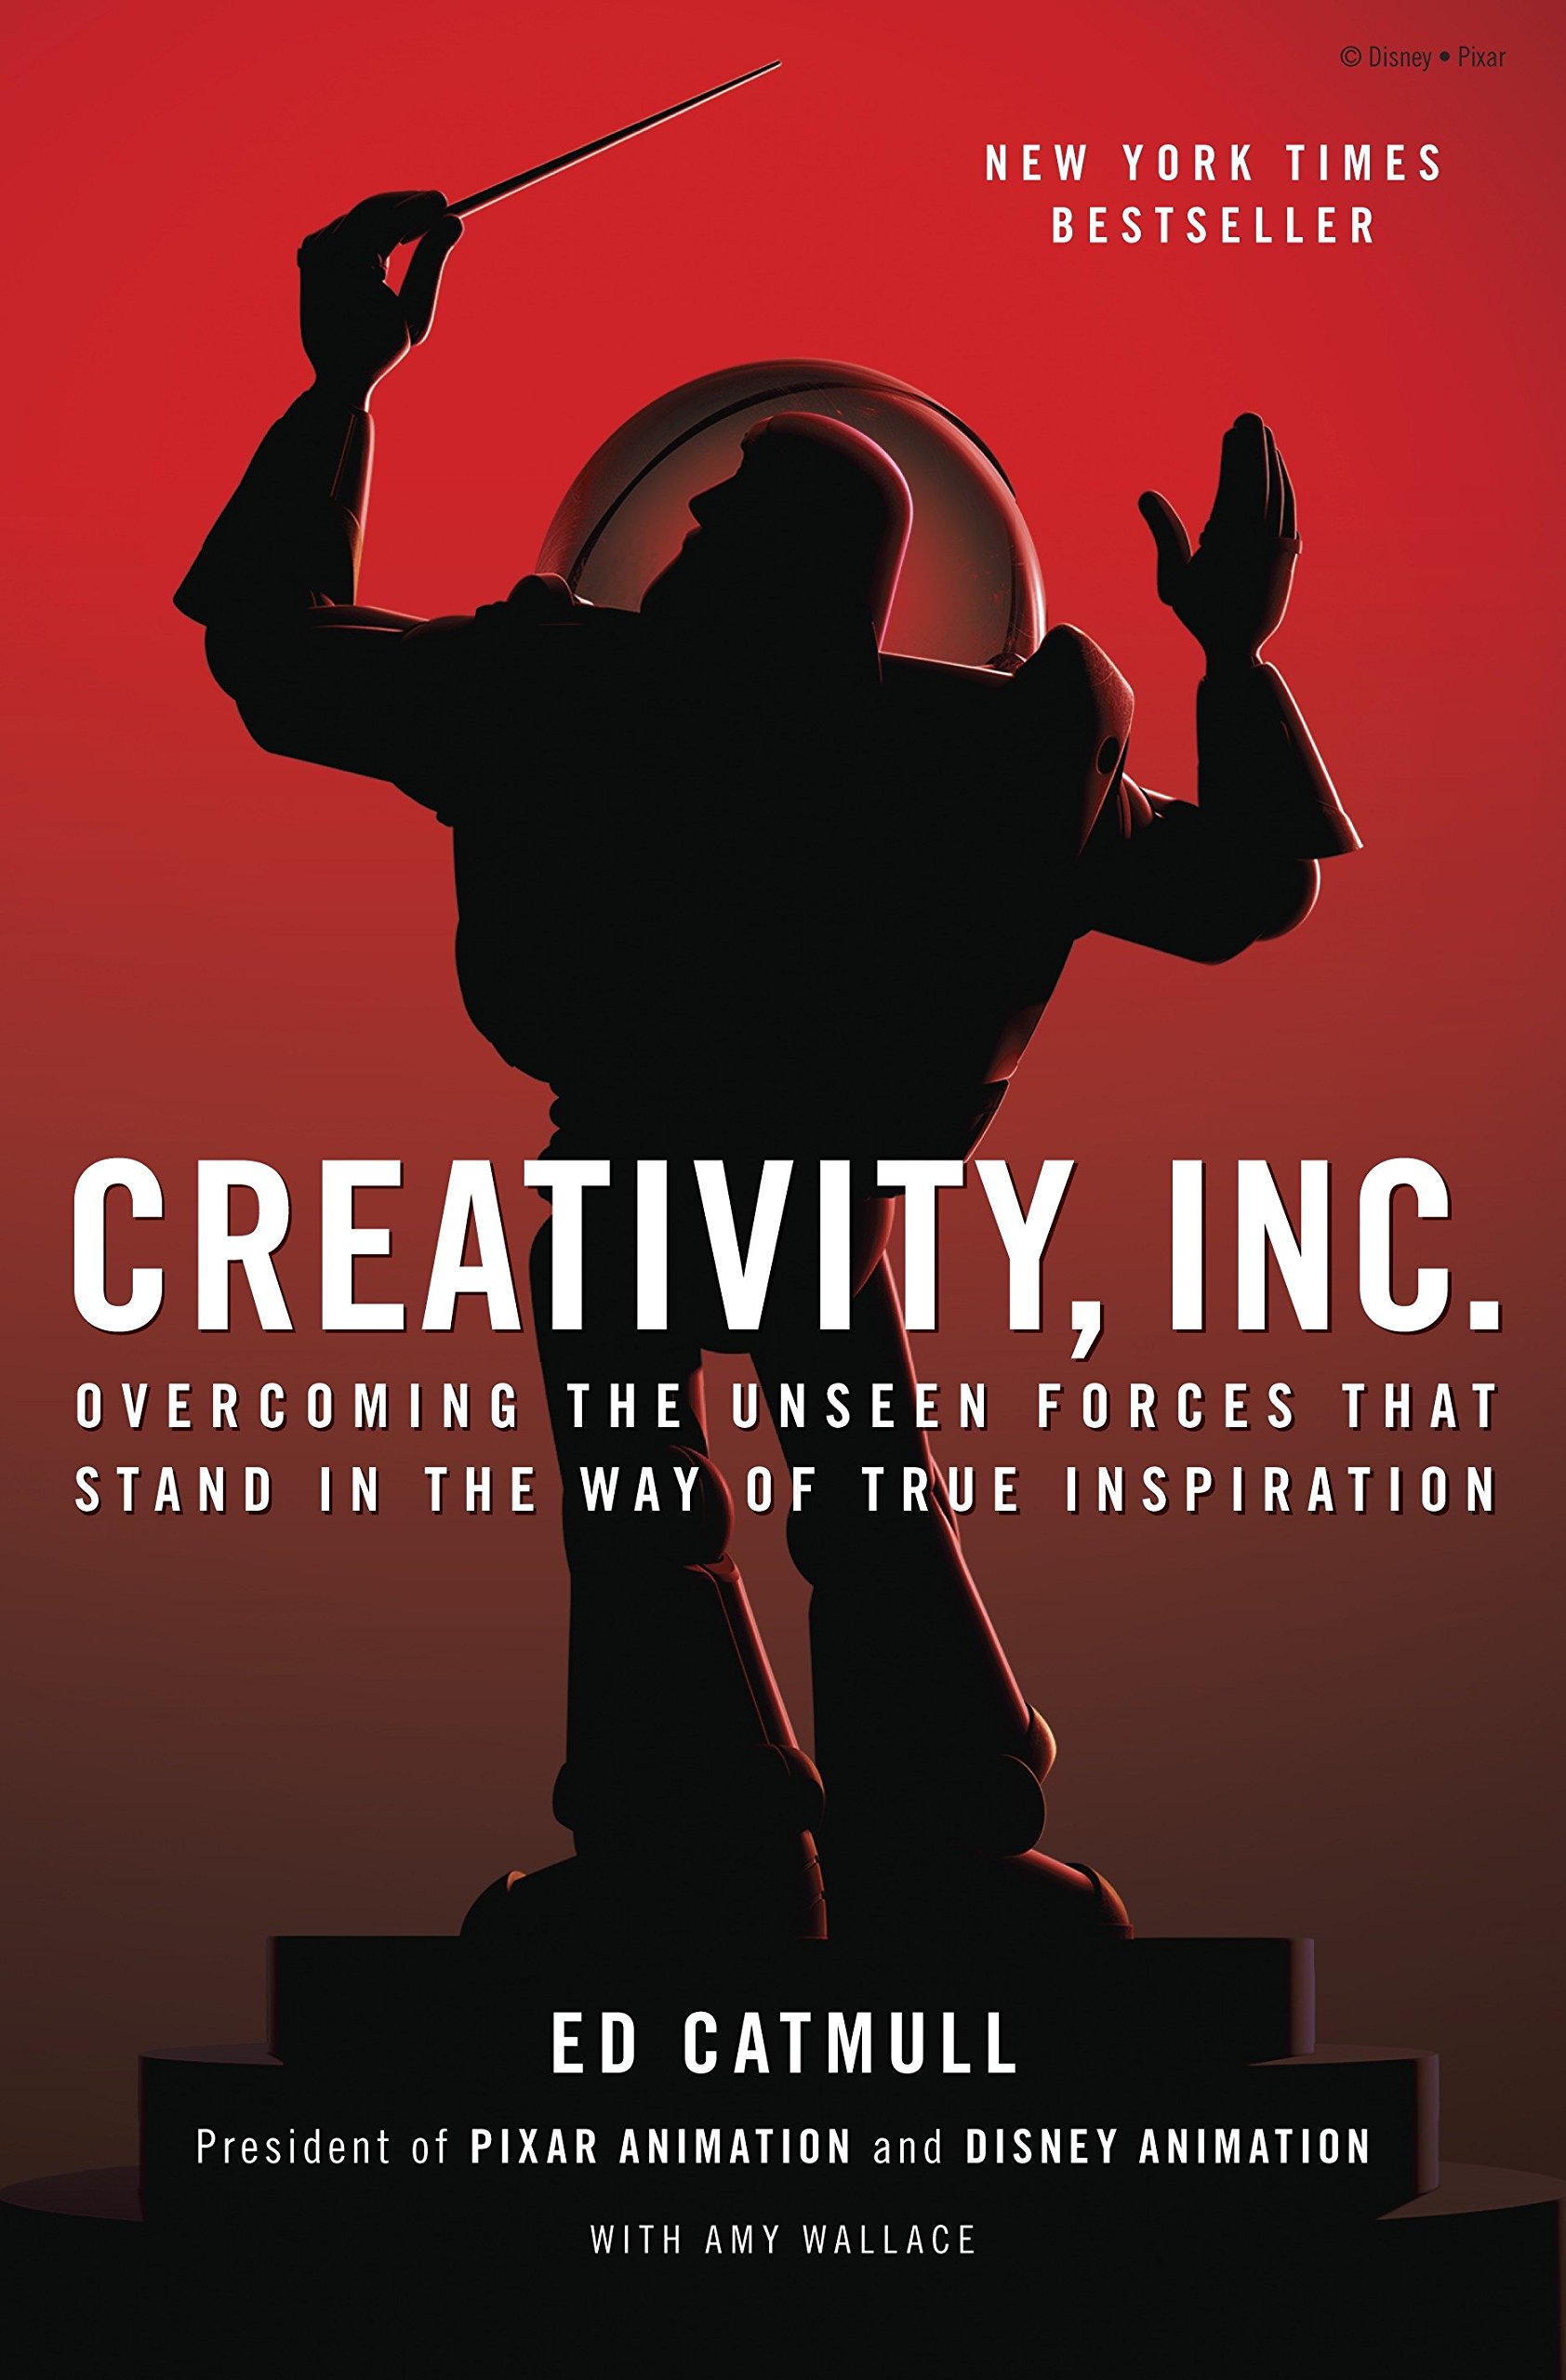 © Disney • Pixar
NEW YORK TIMES
BESTSELLER
CREATIVITY, INC.
OVERCOMING THE UNSEEN FORCES THAT
STAND IN THE WAY OF TRUE INSPIRATION
ED CATMULL
President of PIXAR ANIMATION and DISNEY ANIMATION
WITH AMY WALLACE